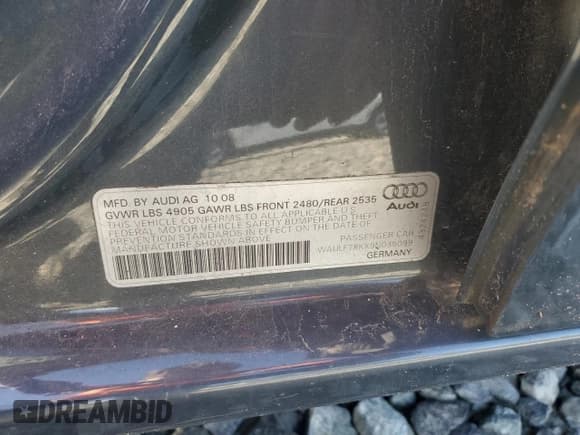 MFD. BY AUDI AG 10 08
GVWR LBS 4905 GAWR LBS FRONT 2480/REAR 2535
THIS VEHICLE CONFORMS TO ALL APPLICABLE U.S.
FEDERAL MOTOR VEHICLE SAFETY BUMPER AND THEFT
PREVENTION STANDARDS IN EFFECT ON THE DATE OF
MANUFACTURE SHOWN ABOVE
Audi
PASSENGER CAR
GERMANY
DREAMBID